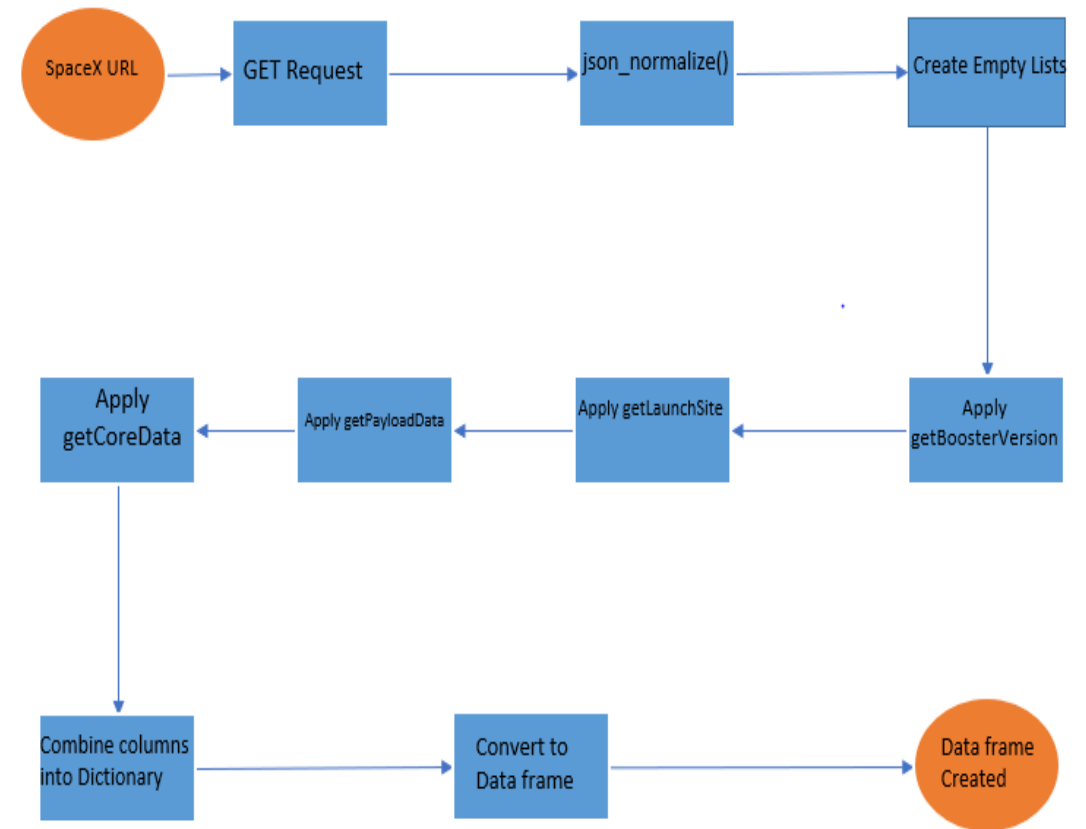 SpaceX URL
GET Request
json_normalize()
Create Empty Lists
Apply
getBoosterVersion
Apply getLaunchSite
Apply getPayloadData
Apply
getCoreData
Combine columns
into Dictionary
Convert to
Data frame
Data frame
Created